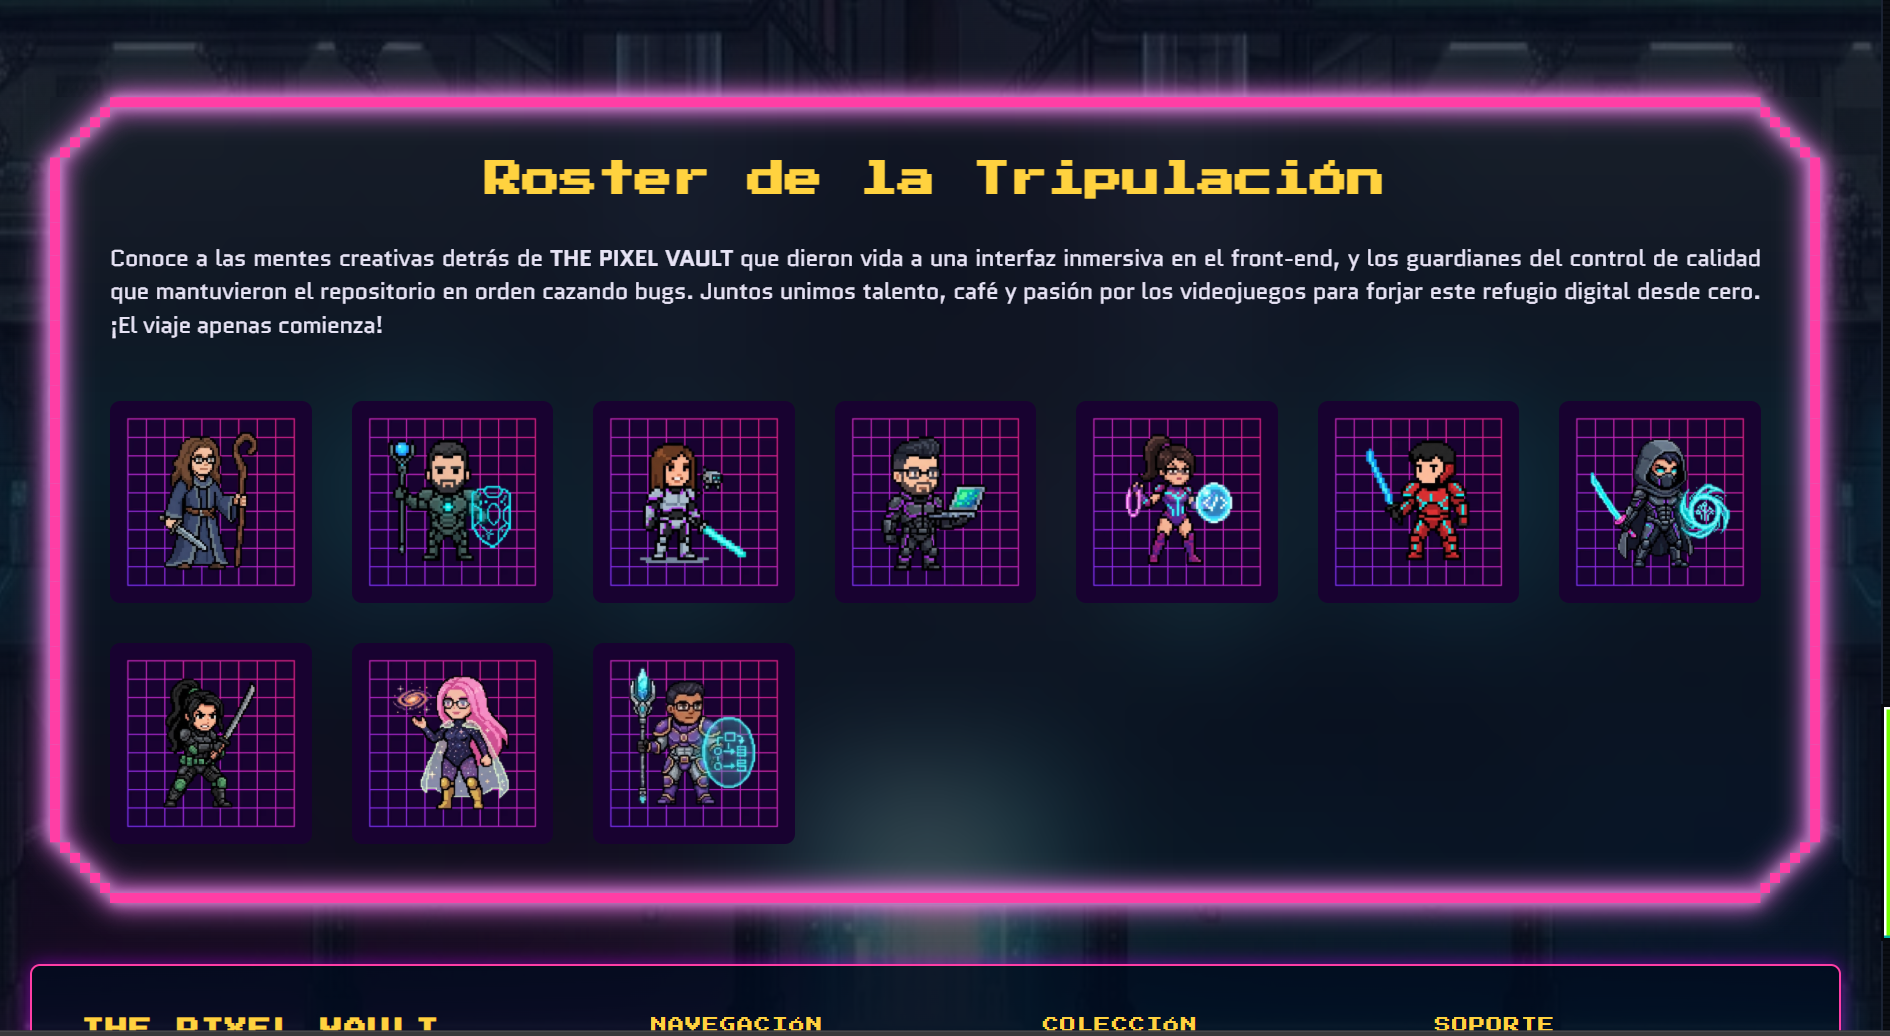 Roster de la Tripulación
Conoce a las mentes creativas detrás de THE PIXEL VAULT que dieron vida a una interfaz inmersiva en el front-end, y los guardianes del control de calidad
que mantuvieron el repositorio en orden cazando bugs. Juntos unimos talento, café y pasión por los videojuegos para forjar este refugio digital desde cero.
¡El viaje apenas comienza!
</>
THE PIXEL VAULT
NAVEGACIóN
COLECCIóN
SOPORTE